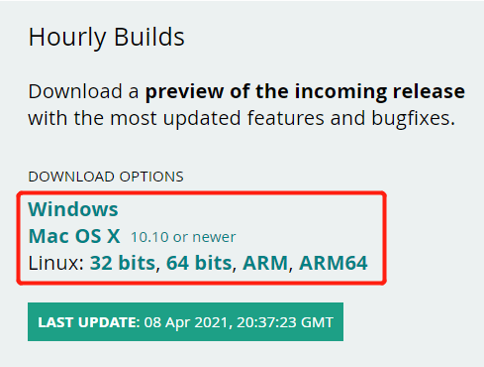 Hourly Builds
Download a preview of the incoming release
with the most updated features and bugfixes.
DOWNLOAD OPTIONS
Windows
Mac OS X 10.10 or newer
Linux: 32 bits, 64 bits, ARM, ARM64
LAST UPDATE: 08 Apr 2021, 20:37:23 GMT